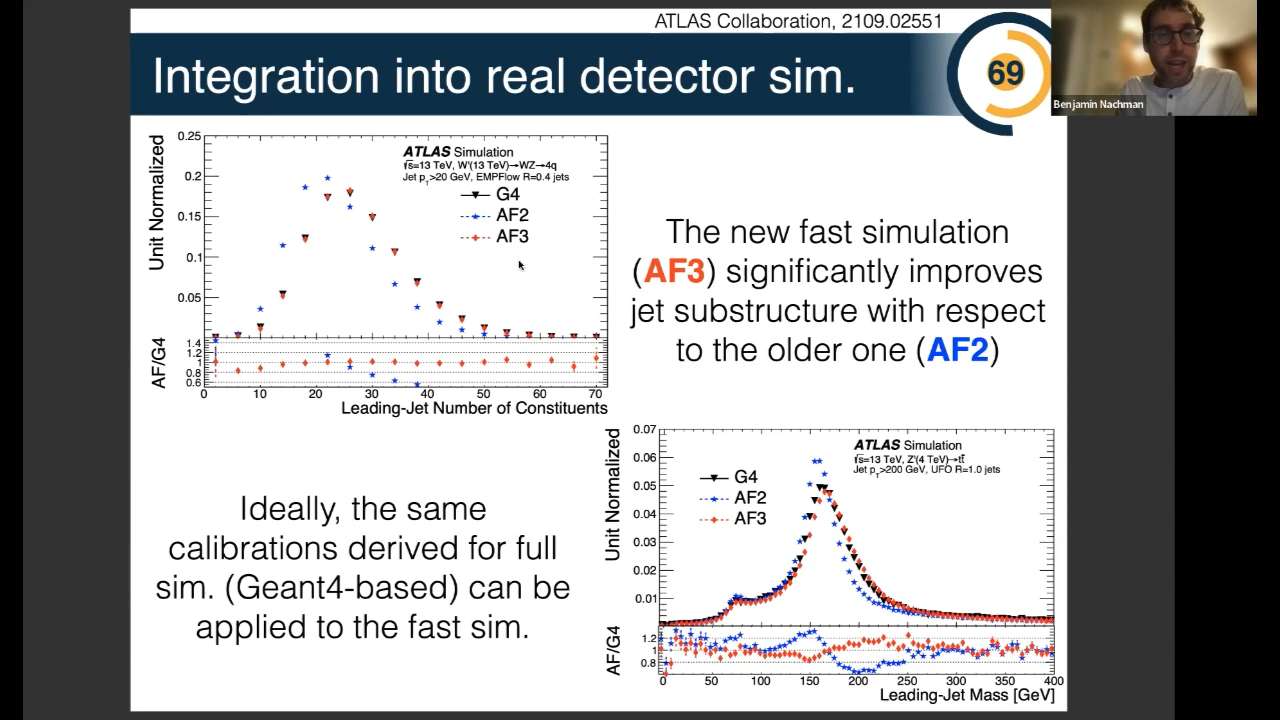 ATLAS Collaboration, 2109.02551
Integration into real detector sim.
69
Benjamin Nachman
Unit Normalized
0.25
0.2
0.15
0.1
0.05
ATLAS Simulation
√s=13 TeV, W'(13 TeV)→WZ→4q
Jet pT>20 GeV, EMPFlow R=0.4 jets
G4
AF2
AF3
AF/G4
1.4
1.2
1
0.8
0.6
0 10 20 30 40 50 60 70
Leading-Jet Number of Constituents
The new fast simulation
(AF3) significantly improves
jet substructure with respect
to the older one (AF2)
Ideally, the same
calibrations derived for full
sim. (Geant4-based) can be
applied to the fast sim.
Unit Normalized
0.07
0.06
0.05
0.04
0.03
0.02
0.01
ATLAS Simulation
√s=13 TeV, Z'(4 TeV)→tt̄
Jet pT>200 GeV, UFO R=1.0 jets
G4
AF2
AF3
AF/G4
1.2
1
0.8
0 50 100 150 200 250 300 350 400
Leading-Jet Mass [GeV]